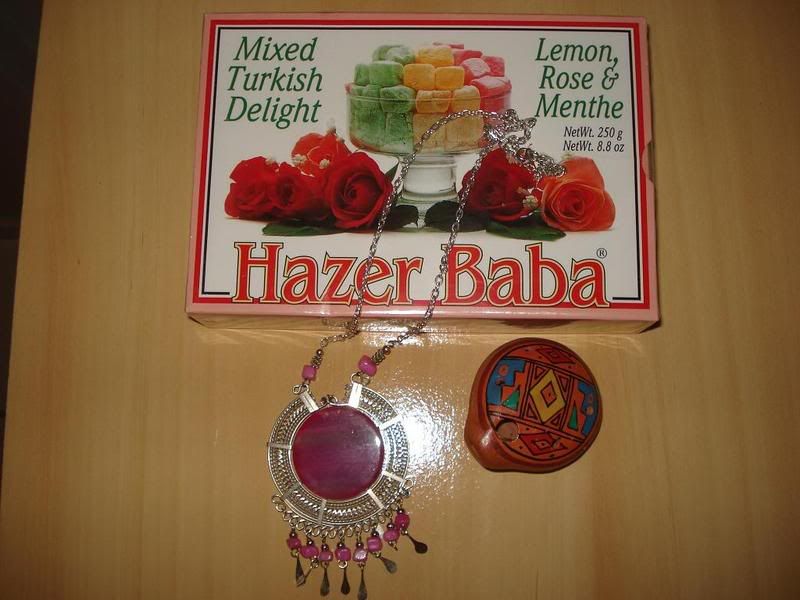 Mixed
Turkish
Delight
Lemon,
Rose &
Menthe
NetWt. 250 g
NetWt. 8.8 oz
Hazer Baba®